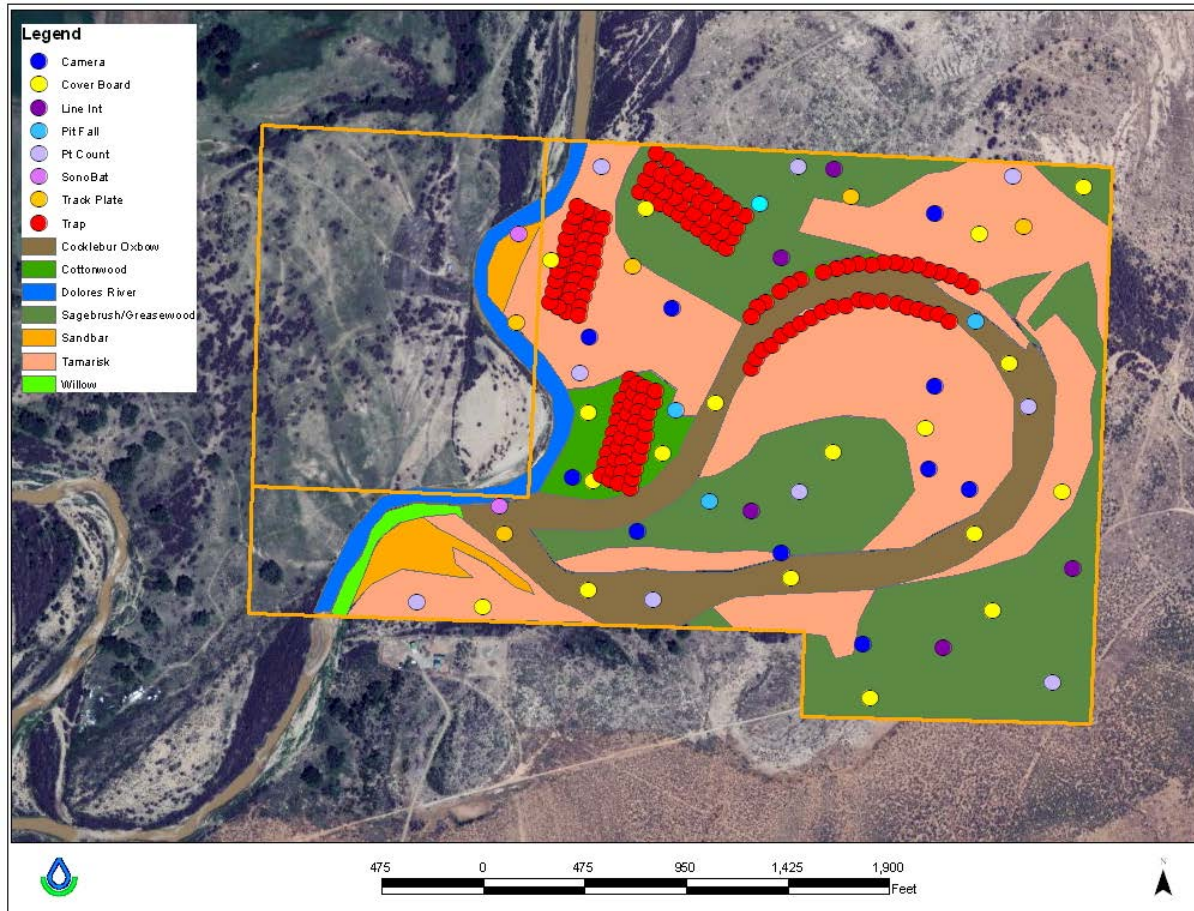 Legend
Camera
Cover Board
Line Int
Pit Fall
Pt Count
SonoBat
Track Plate
Trap
Cocklebur Oxbow
Cottonwood
Dolores River
Sagebrush/Greasewood
Sandbar
Tamarisk
Willow
475 0 475 950 1,425 1,900
Feet
N